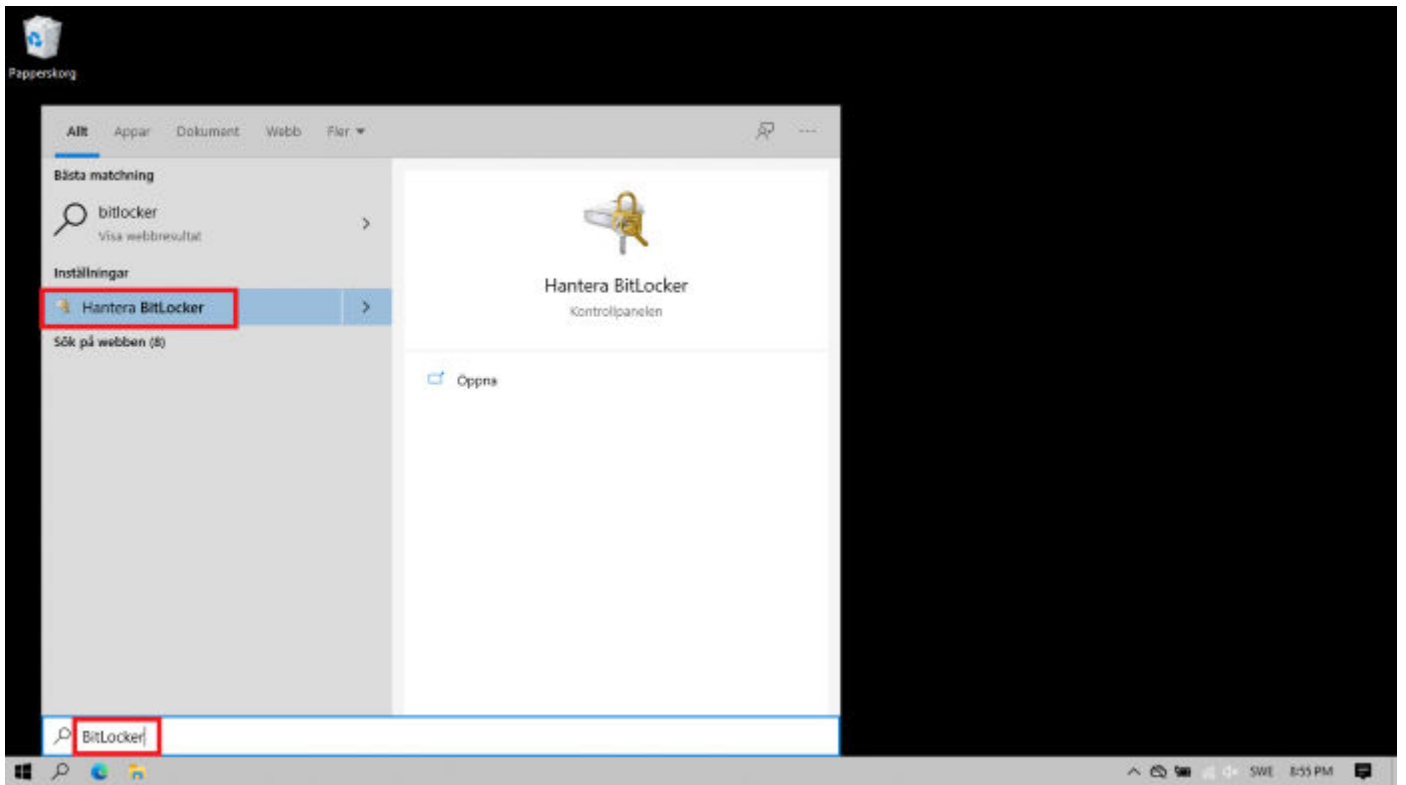 Papperskorg
Allt Appar Dokument Webb Fler
Bästa matchning
bitlocker
Visa webbresultat
Inställningar
Hantera BitLocker
Sök på webben (8)
Hantera BitLocker
Kontrollpanelen
Öppna
BitLocker
SWE 8:55 PM